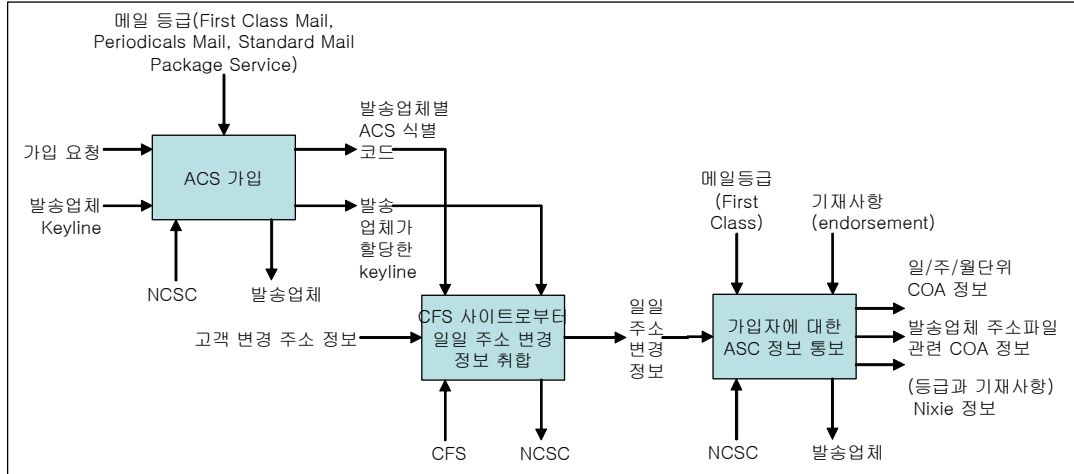 메일 등급(First Class Mail,
Periodicals Mail, Standard Mail
Package Service)
가입 요청
발송업체
Keyline
ACS 가입
NCSC
발송업체
발송업체별
ACS 식별
코드
발송
업체가
할당한
keyline
고객 변경 주소 정보
CFS 사이트로부터
일일 주소 변경
정보 취합
CFS
NCSC
일일
주소
변경
정보
메일등급
(First
Class)
기재사항
(endorsement)
가입자에 대한
ASC 정보 통보
NCSC
발송업체
일/주/월단위
COA 정보
발송업체 주소파일
관련 COA 정보
(등급과 기재사항)
Nixie 정보